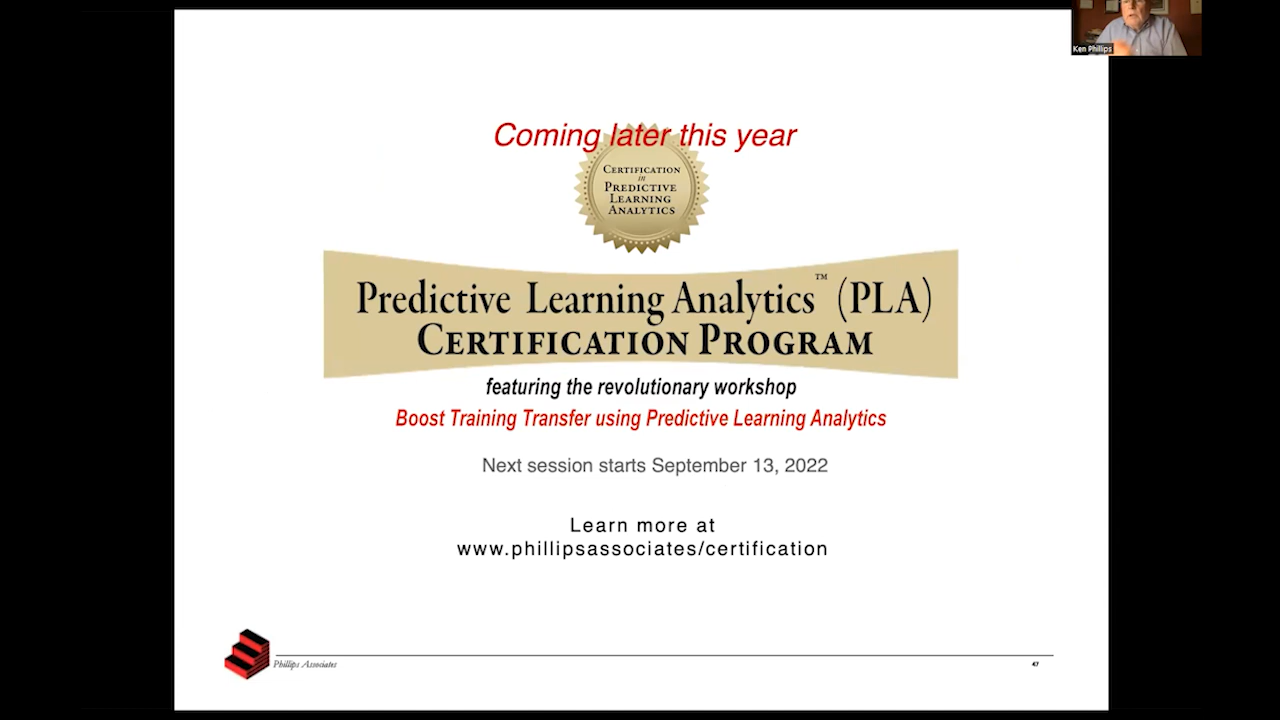 Ken Phillips
Coming later this year
CERTIFICATION
in
PREDICTIVE
LEARNING
ANALYTICS
Predictive Learning Analytics™ (PLA)
CERTIFICATION PROGRAM
featuring the revolutionary workshop
Boost Training Transfer using Predictive Learning Analytics
Next session starts September 13, 2022
Learn more at
www.phillipsassociates/certification
Phillips Associates
47